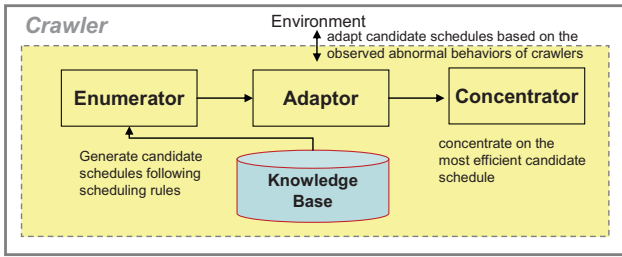 Crawler
Environment
adapt candidate schedules based on the
observed abnormal behaviors of crawlers
Enumerator
Adaptor
Concentrator
Generate candidate
schedules following
scheduling rules
Knowledge
Base
concentrate on the
most efficient candidate
schedule